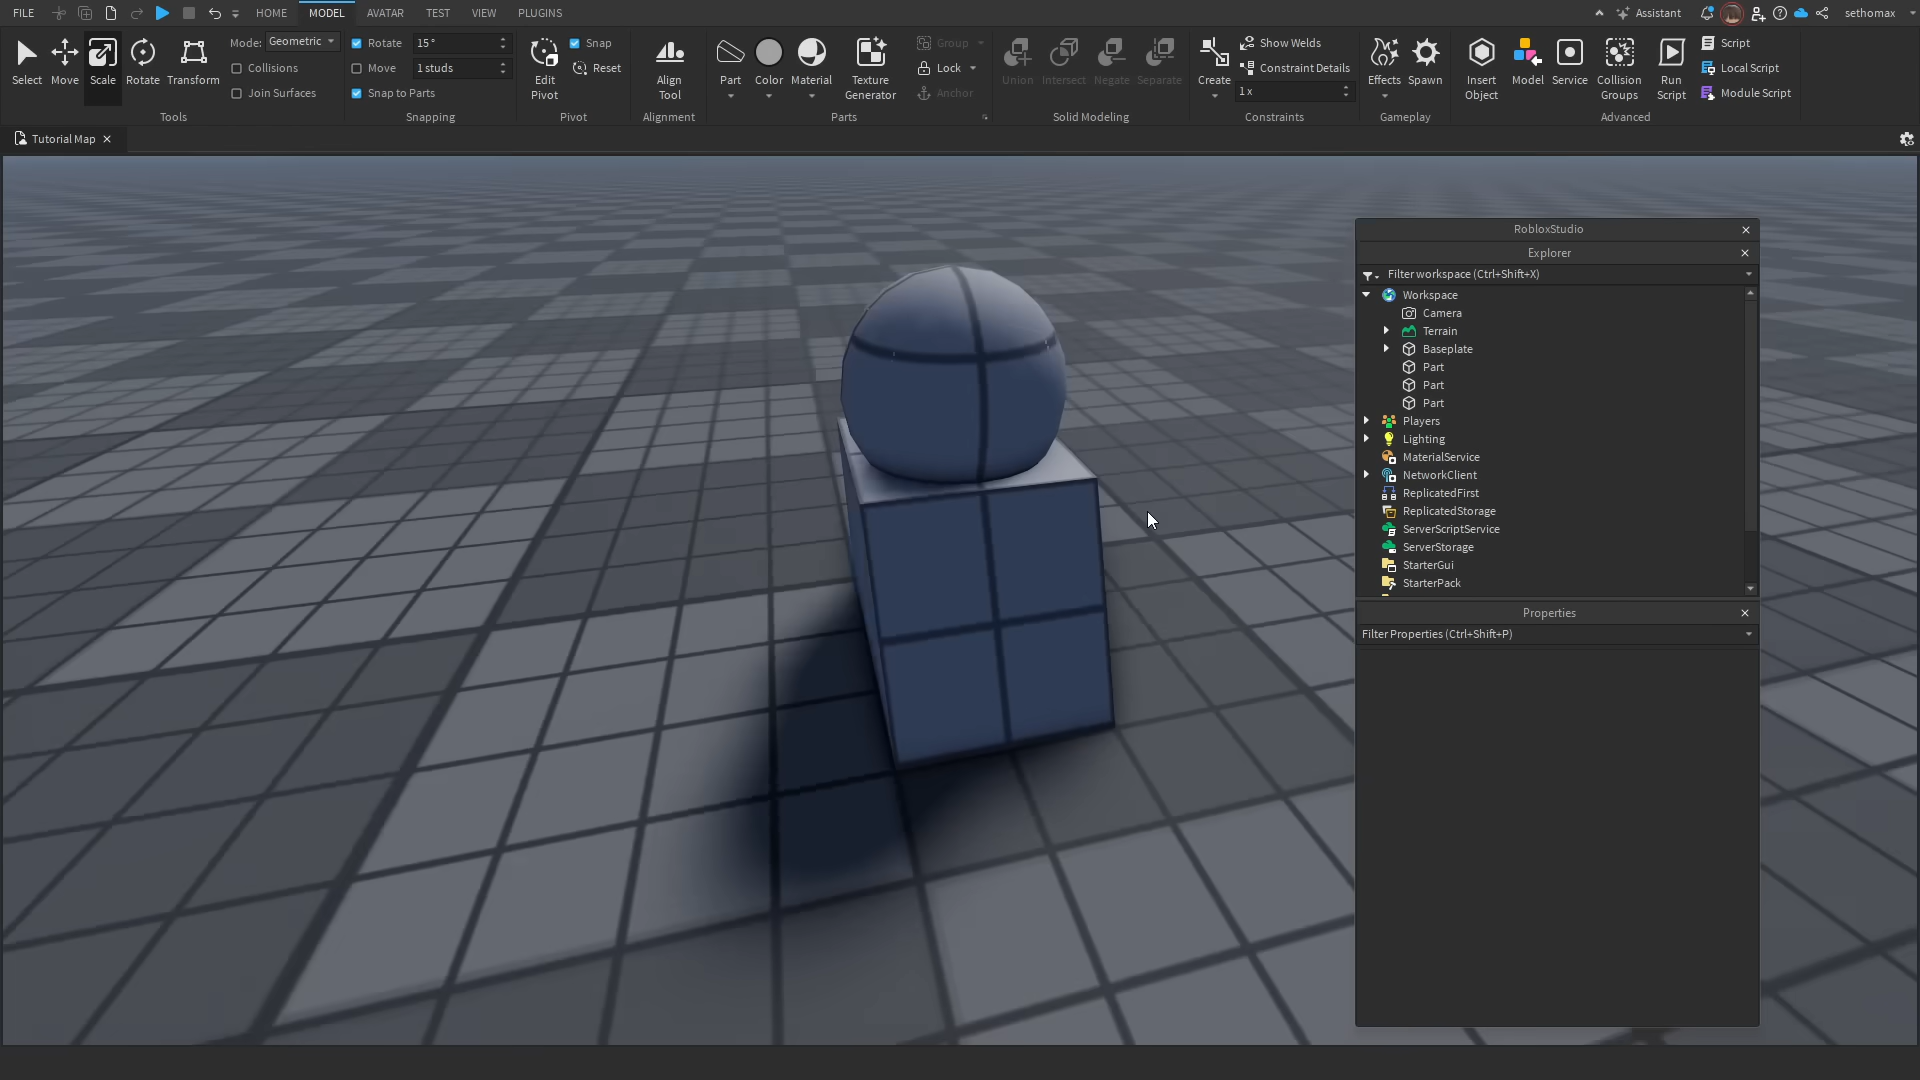 FILE HOME MODEL AVATAR TEST VIEW PLUGINS Assistant sethomax
Select Move Scale Rotate Transform
Mode: Geometric
Collisions
Join Surfaces
Tools
Rotate 15°
Move 1 studs
Snap to Parts
Snapping
Edit
Pivot
Snap
Reset
Pivot
Align
Tool
Alignment
Part Color Material Texture
Generator
Group
Lock
Anchor
Parts
Union Intersect Negate Separate
Solid Modeling
Create
Show Welds
Constraint Details
1 x
Constraints
Effects Spawn
Gameplay
Insert
Object
Model Service Collision
Groups
Run
Script
Script
Local Script
Module Script
Advanced
Tutorial Map
RobloxStudio
Explorer
Filter workspace (Ctrl+Shift+X)
Workspace
Camera
Terrain
Baseplate
Part
Part
Part
Players
Lighting
MaterialService
NetworkClient
ReplicatedFirst
ReplicatedStorage
ServerScriptService
ServerStorage
StarterGui
StarterPack
Properties
Filter Properties (Ctrl+Shift+P)